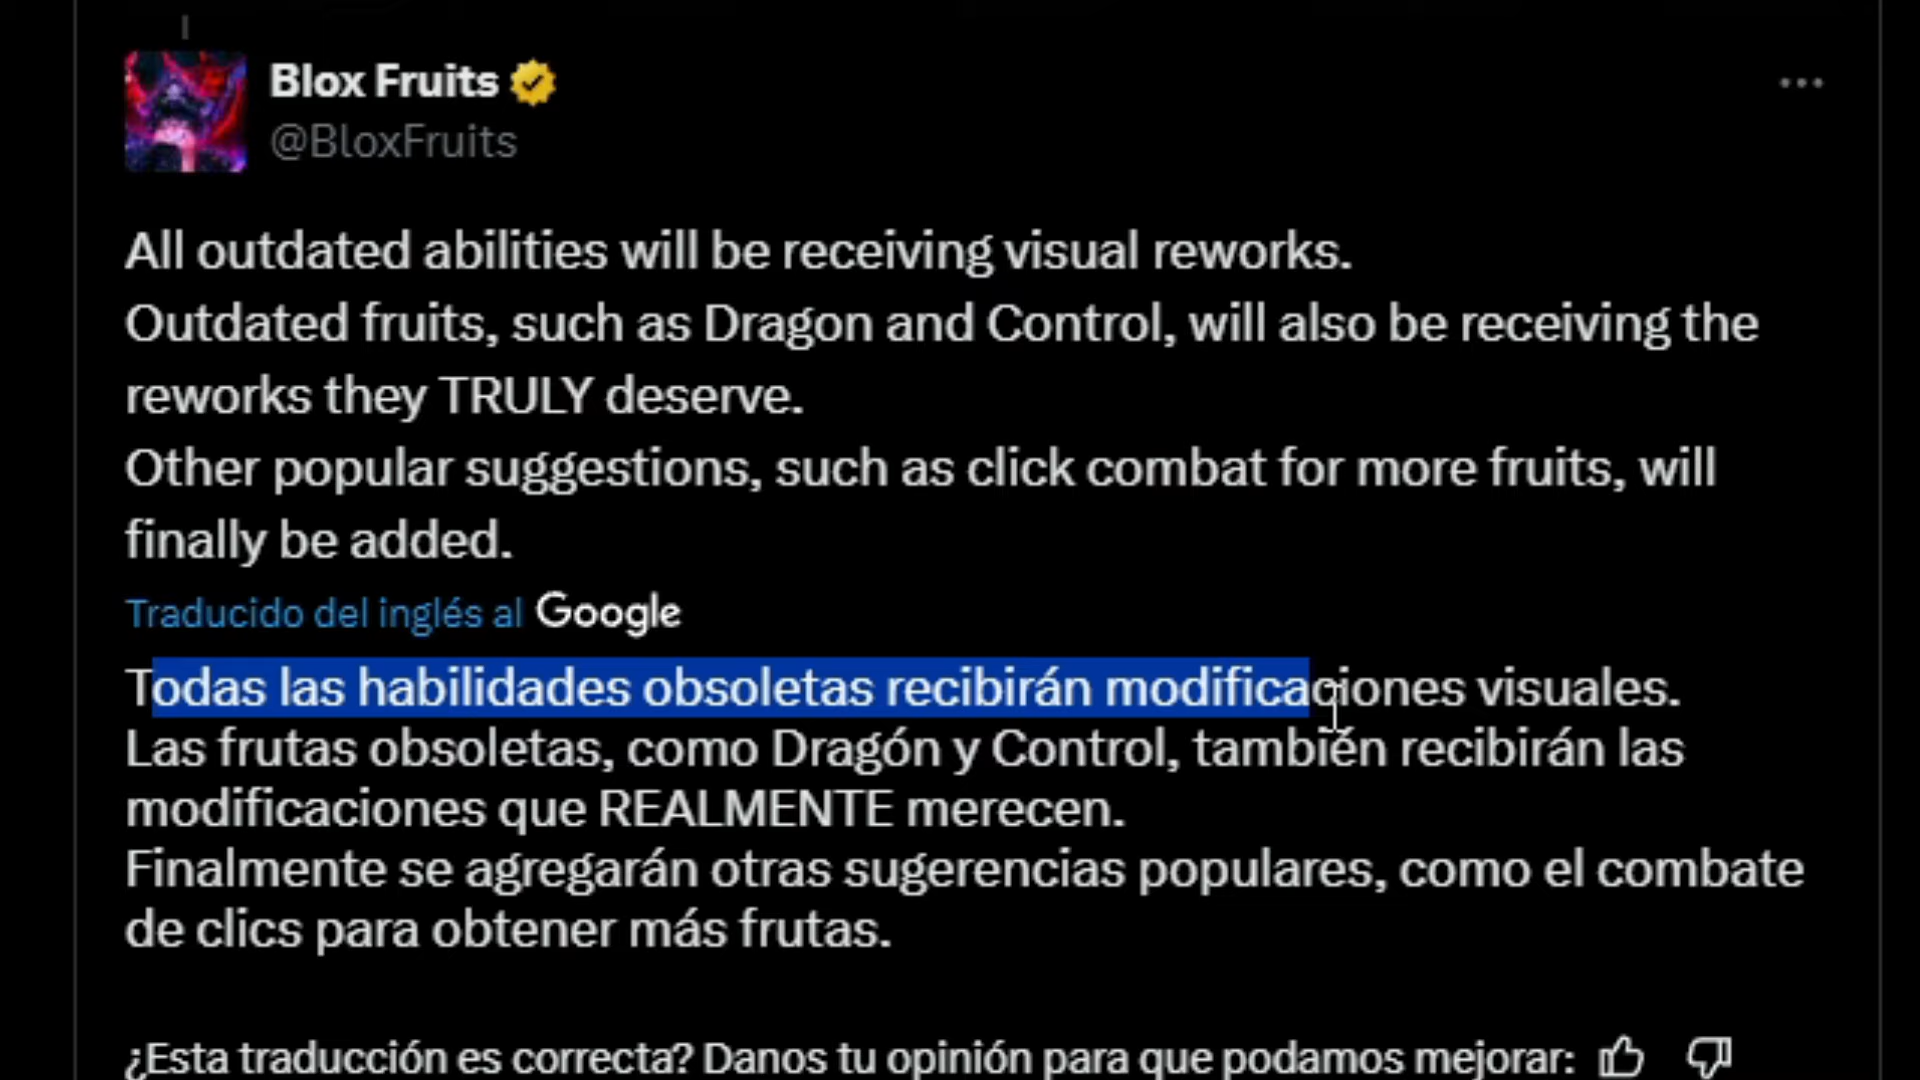 Blox Fruits
@BloxFruits
All outdated abilities will be receiving visual reworks.
Outdated fruits, such as Dragon and Control, will also be receiving the
reworks they TRULY deserve.
Other popular suggestions, such as click combat for more fruits, will
finally be added.
Traducido del inglés al Google
Todas las habilidades obsoletas recibirán modificaciones visuales.
Las frutas obsoletas, como Dragón y Control, también recibirán las
modificaciones que REALMENTE merecen.
Finalmente se agregarán otras sugerencias populares, como el combate
de clics para obtener más frutas.
¿Esta traducción es correcta? Danos tu opinión para que podamos mejorar: